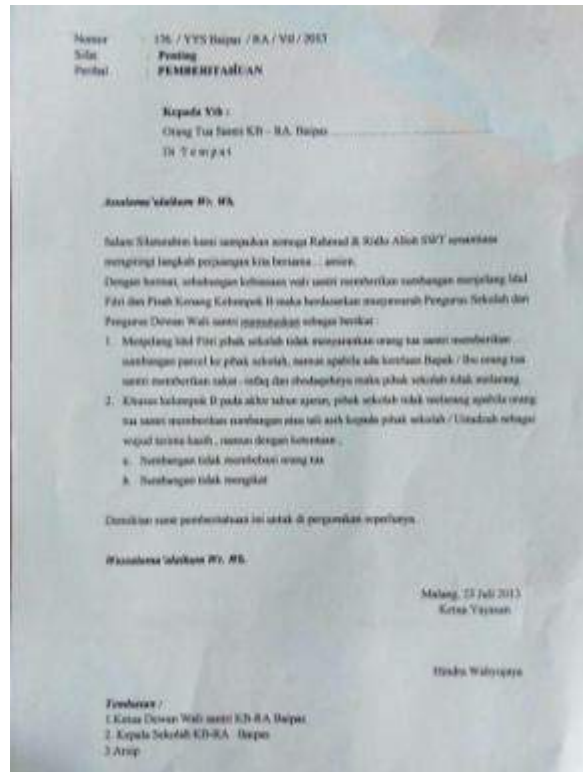 Nomor : 136 / YYS Baipas / RA / VII / 2013
Sifat : Penting
Perihal : PEMBERITAHUAN
Kepada Yth :
Orang Tua Santri KB – RA. Baipas
Di Tempat
Assalamu'alaikum Wr. Wb.
Salam Silaturahim kami sampaikan semoga Rahmad & Ridlo Alloh SWT senantiasa
mengiringi langkah perjuangan kita bersama ... amien.
Dengan hormat, sehubungan kebiasaan wali santri memberikan sumbangan menjelang Idul
Fitri dan Pisah Kenang Kelompok B maka berdasarkan musyawarah Pengurus Sekolah dan
Pengurus Dewan Wali santri memutuskan sebagai berikut :
1. Menjelang Idul Fitri pihak sekolah tidak menyarankan orang tua santri memberikan
sumbangan parcel ke pihak sekolah, namun apabila ada Bapak / Ibu orang tua
santri memberikan zakat - infaq dan shodaqohnya maka pihak sekolah tidak melarang.
2. Khusus kelompok B pada akhir tahun ajaran, pihak sekolah tidak melarang apabila orang
tua santri memberikan sumbangan atau tali asih kepada pihak sekolah / Ustadzah sebagai
wujud terima kasih , namun dengan ketentuan ,
a. Sumbangan tidak membebani orang tua
b. Sumbangan tidak mengikat
Demikian surat pemberitahuan ini untuk di pergunakan seperlunya.
Wassalamu'alaikum Wr. Wb.
Malang, 23 Juli 2013
Ketua Yayasan
Hindra
Tembusan :
1.Ketua Dewan Wali santri KB-RA Baipas
2. Kepala Sekolah KB-RA Baipas
3.Arsip